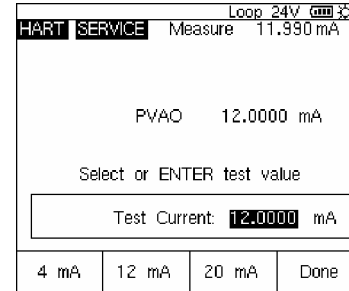 Loop 24V
HART SERVICE Measure 11.990 mA
PVAO 12.0000 mA
Select or ENTER test value
Test Current: 12.0000 mA
4 mA 12 mA 20 mA Done